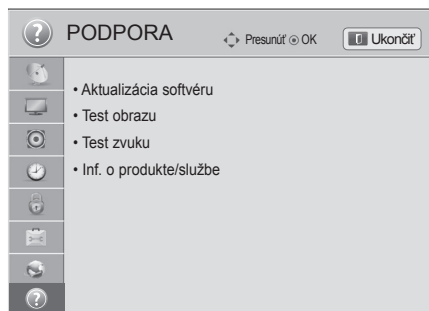 PODPORA Presunúť OK Ukončiť
• Aktualizácia softvéru
• Test obrazu
• Test zvuku
• Inf. o produkte/službe